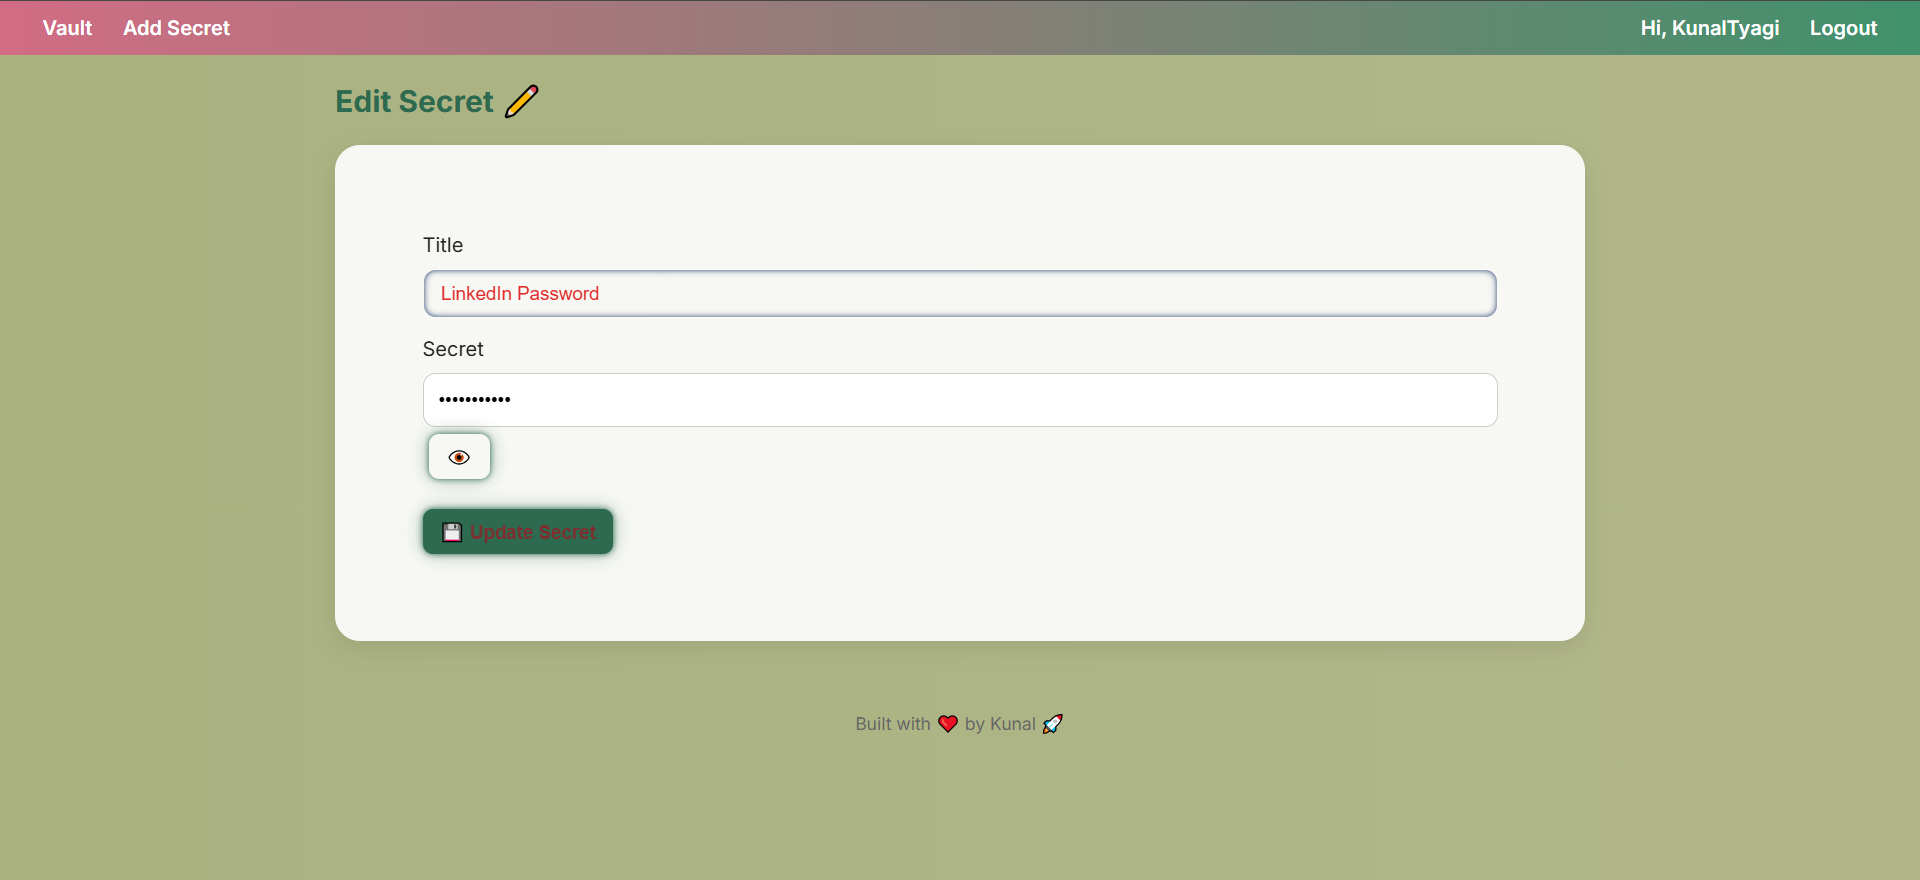 Vault Add Secret Hi, KunalTyagi Logout
Edit Secret ✏️
Title
LinkedIn Password
Secret
•••••••••••
👁
💾 Update Secret
Built with ❤️ by Kunal 🚀